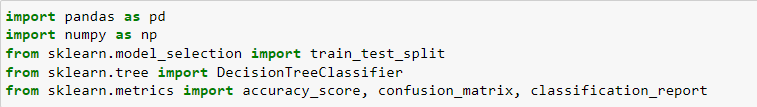 import pandas as pd
import numpy as np
from sklearn.model_selection import train_test_split
from sklearn.tree import DecisionTreeClassifier
from sklearn.metrics import accuracy_score, confusion_matrix, classification_report